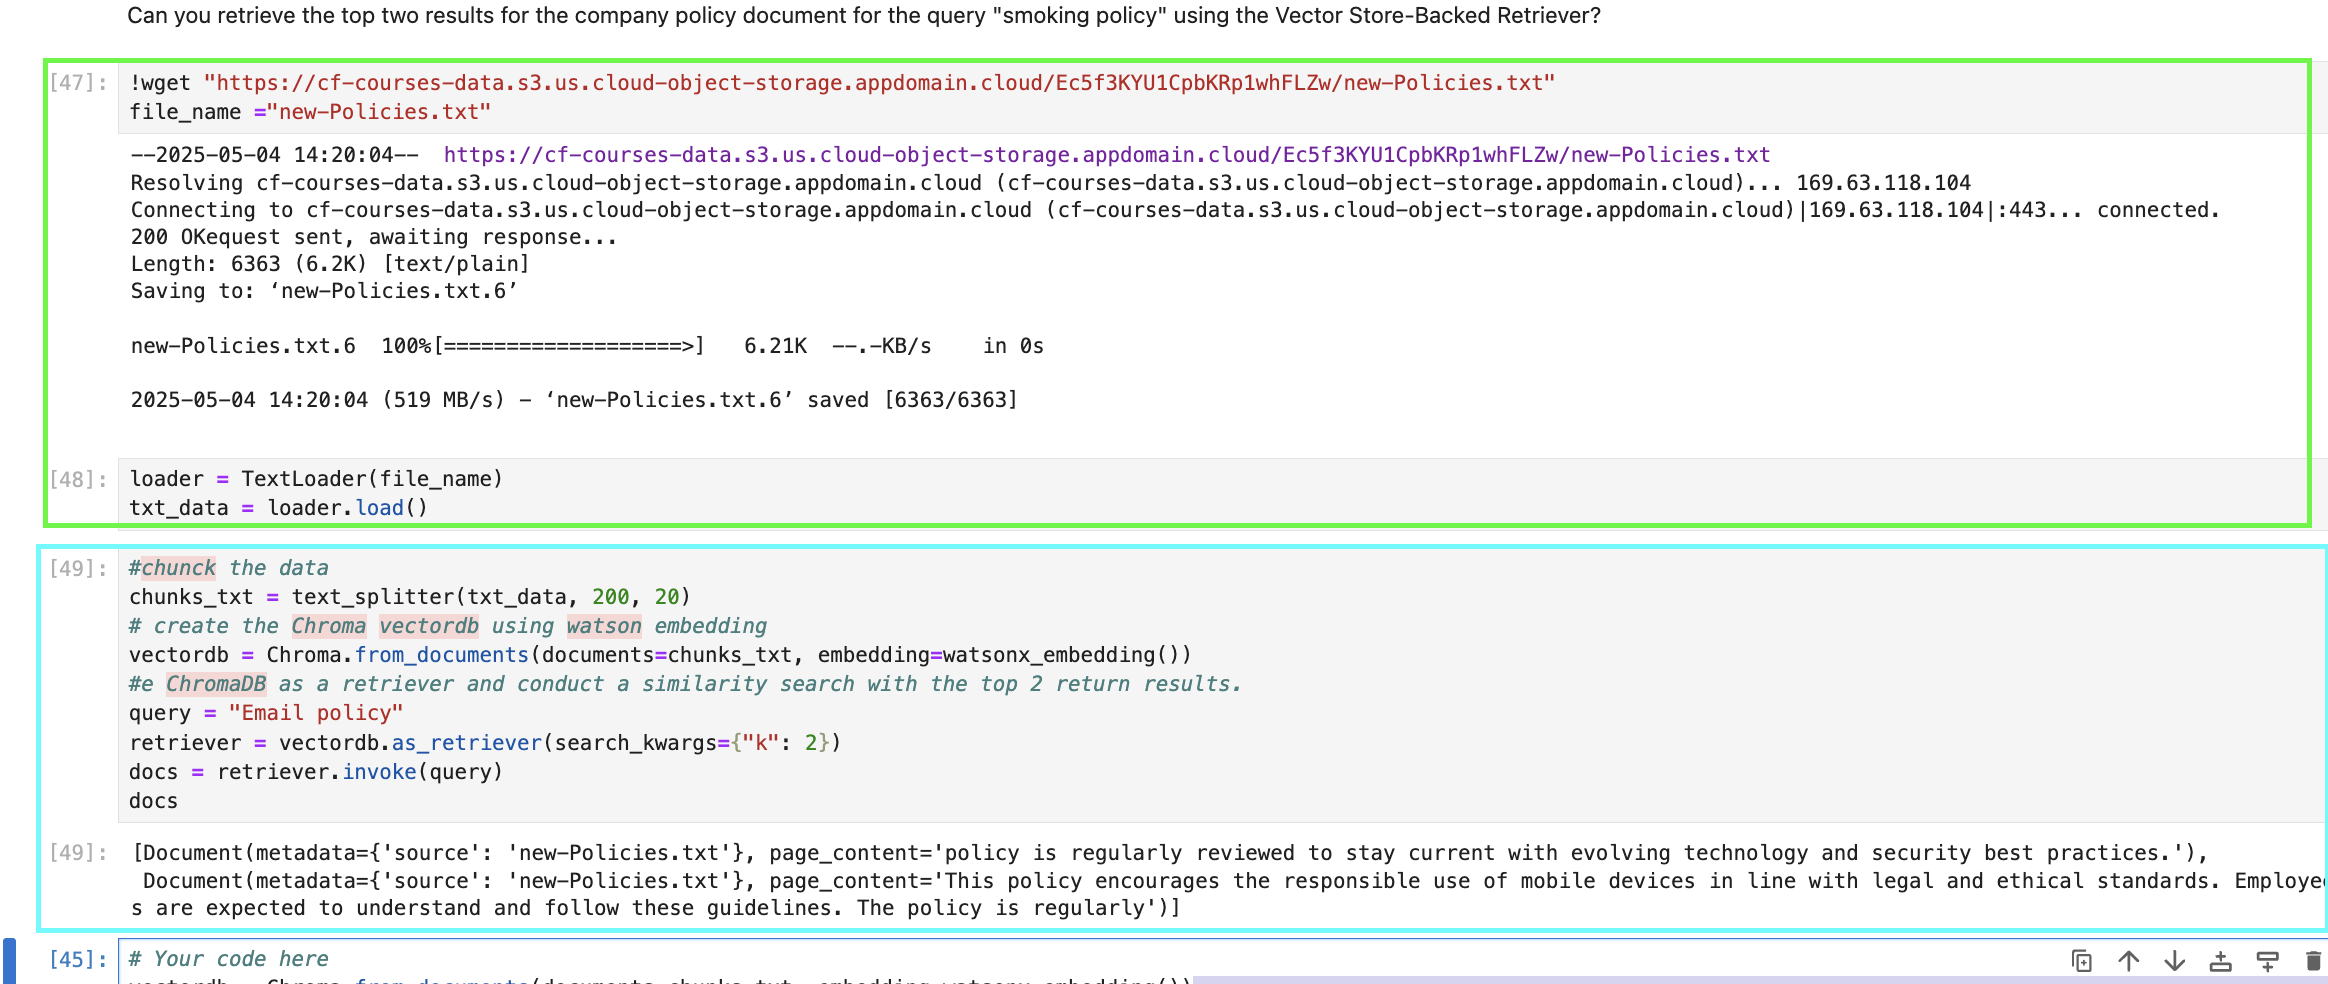 Can you retrieve the top two results for the company policy document for the query "smoking policy" using the Vector Store-Backed Retriever?
[47]: !wget "https://cf-courses-data.s3.us.cloud-object-storage.appdomain.cloud/Ec5f3KYU1CpbKRp1whFLZw/new-Policies.txt"
file_name ="new-Policies.txt"
--2025-05-04 14:20:04--  https://cf-courses-data.s3.us.cloud-object-storage.appdomain.cloud/Ec5f3KYU1CpbKRp1whFLZw/new-Policies.txt
Resolving cf-courses-data.s3.us.cloud-object-storage.appdomain.cloud (cf-courses-data.s3.us.cloud-object-storage.appdomain.cloud)... 169.63.118.104
Connecting to cf-courses-data.s3.us.cloud-object-storage.appdomain.cloud (cf-courses-data.s3.us.cloud-object-storage.appdomain.cloud)|169.63.118.104|:443... connected.
200 OKequest sent, awaiting response...
Length: 6363 (6.2K) [text/plain]
Saving to: ‘new-Policies.txt.6’
new-Policies.txt.6  100%[===================>]   6.21K  --.-KB/s    in 0s
2025-05-04 14:20:04 (519 MB/s) - ‘new-Policies.txt.6’ saved [6363/6363]
[48]: loader = TextLoader(file_name)
txt_data = loader.load()
[49]: #chunck the data
chunks_txt = text_splitter(txt_data, 200, 20)
# create the Chroma vectordb using watson embedding
vectordb = Chroma.from_documents(documents=chunks_txt, embedding=watsonx_embedding())
#e ChromaDB as a retriever and conduct a similarity search with the top 2 return results.
query = "Email policy"
retriever = vectordb.as_retriever(search_kwargs={"k": 2})
docs = retriever.invoke(query)
docs
[49]: [Document(metadata={'source': 'new-Policies.txt'}, page_content='policy is regularly reviewed to stay current with evolving technology and security best practices.'),
Document(metadata={'source': 'new-Policies.txt'}, page_content='This policy encourages the responsible use of mobile devices in line with legal and ethical standards. Employee
s are expected to understand and follow these guidelines. The policy is regularly')]
[45]: # Your code here
vectordb = Chroma.from_documents(documents=chunks_txt, embedding=watsonx_embedding())